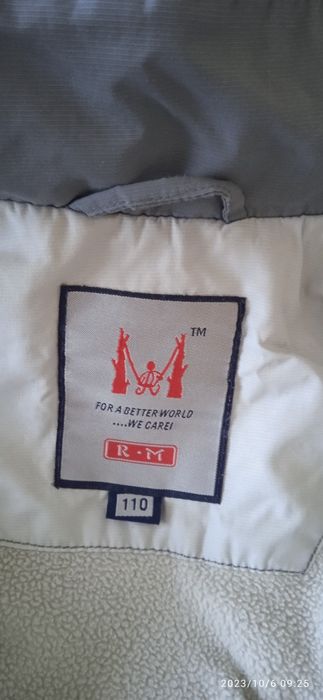 TM
FOR A BETTER WORLD
....WE CARE!
R·M
110
2023/10/6 09:25